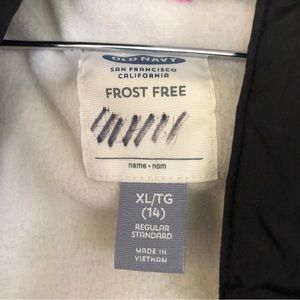 OLD NAVY
SAN FRANCISCO
CALIFORNIA
FROST FREE
name • nom
XL/TG
(14)
REGULAR
STANDARD
MADE IN
VIETNAM